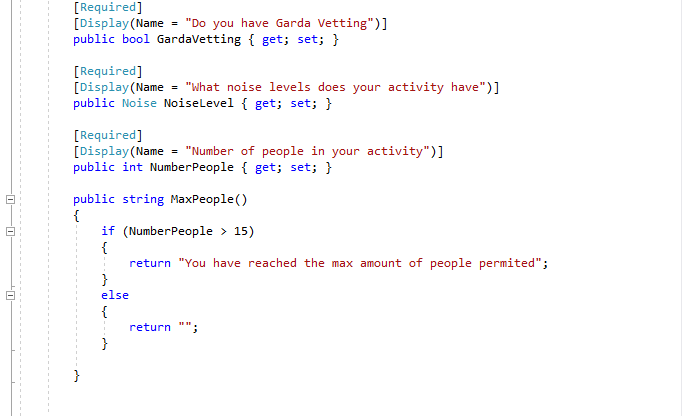 [Required]
[Display(Name = "Do you have Garda Vetting")]
public bool GardaVetting { get; set; }
[Required]
[Display(Name = "What noise levels does your activity have")]
public Noise NoiseLevel { get; set; }
[Required]
[Display(Name = "Number of people in your activity")]
public int NumberPeople { get; set; }
public string MaxPeople()
{
if (NumberPeople > 15)
{
return "You have reached the max amount of people permited";
}
else
{
return "";
}
}